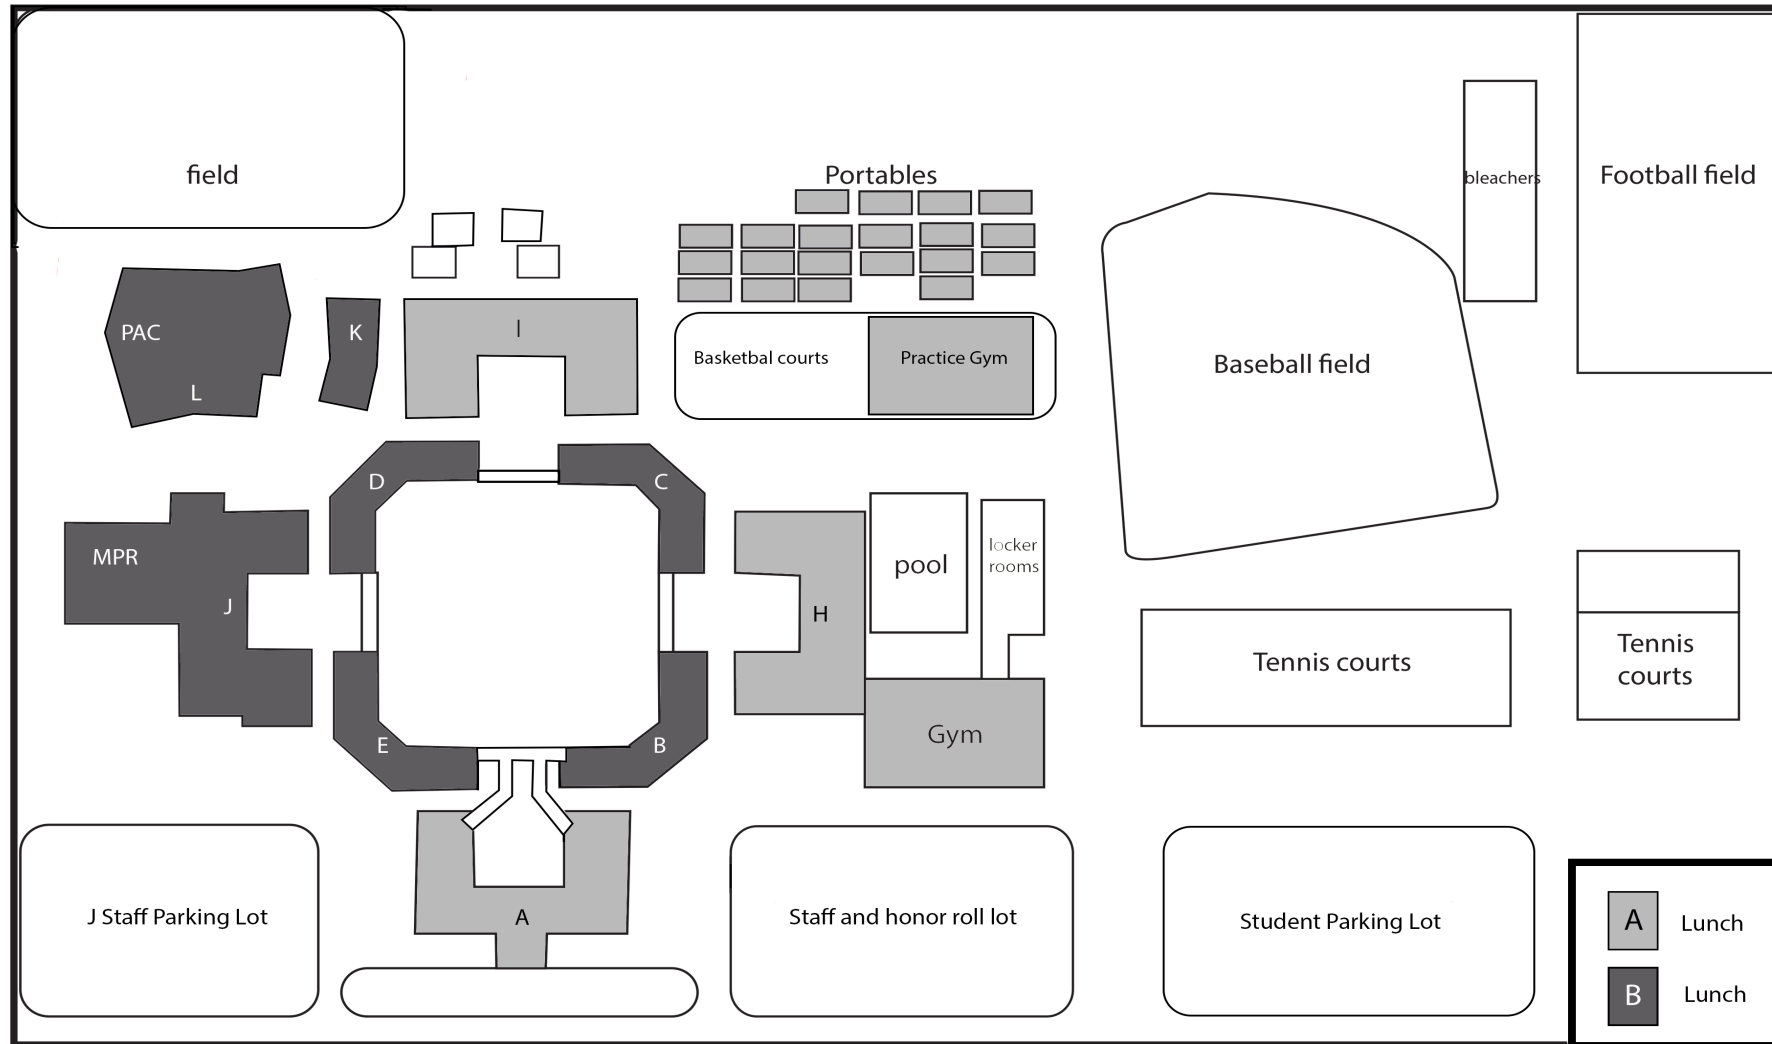 field
Portables
bleachers
Football field
PAC
K
I
L
Basketbal courts
Practice Gym
Baseball field
D
C
MPR
J
pool
locker
rooms
H
Tennis courts
Tennis
courts
E
B
Gym
J Staff Parking Lot
A
Staff and honor roll lot
Student Parking Lot
A Lunch
B Lunch